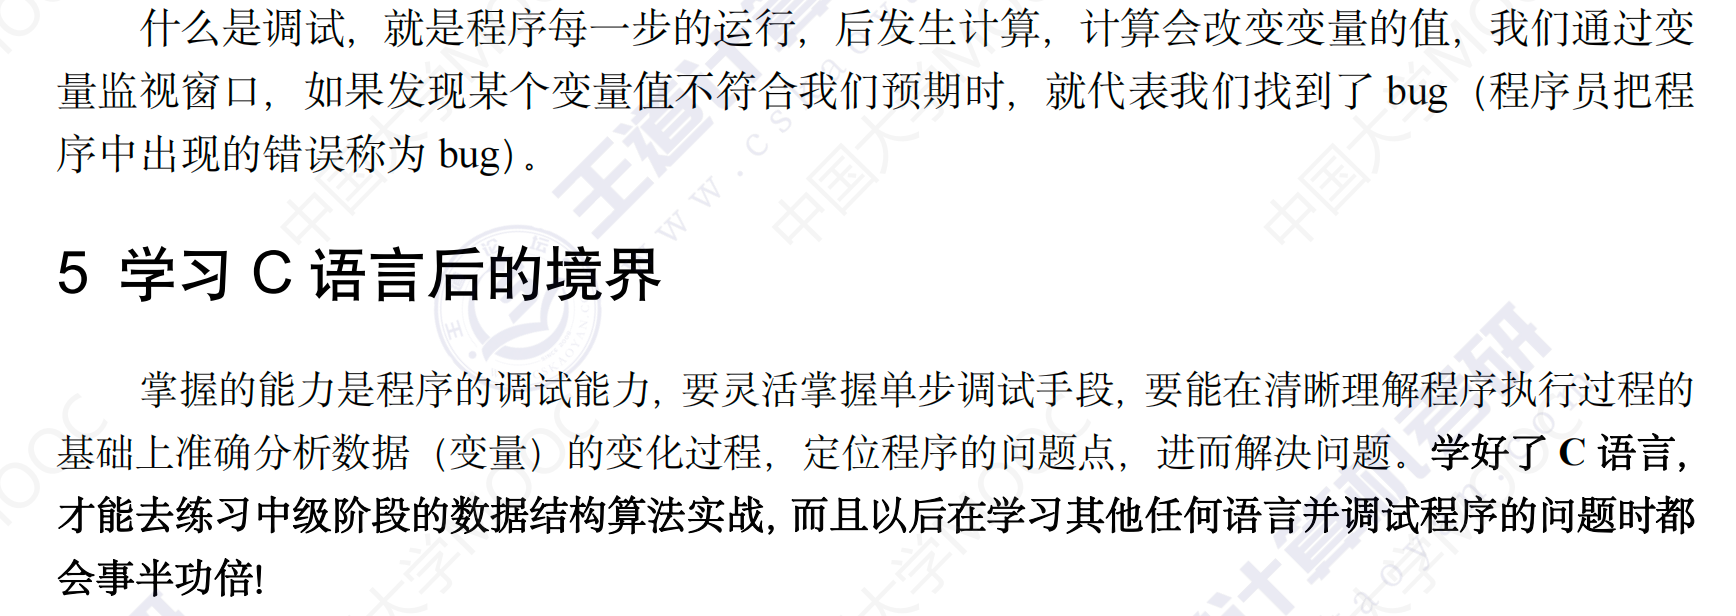 什么是调试，就是程序每一步的运行，后发生计算，计算会改变变量的值，我们通过变
量监视窗口，如果发现某个变量值不符合我们预期时，就代表我们找到了 bug（程序员把程
序中出现的错误称为 bug）。
5 学习 C 语言后的境界
掌握的能力是程序的调试能力，要灵活掌握单步调试手段，要能在清晰理解程序执行过程的
基础上准确分析数据（变量）的变化过程，定位程序的问题点，进而解决问题。学好了 C 语言，
才能去练习中级阶段的数据结构算法实战，而且以后在学习其他任何语言并调试程序的问题时都
会事半功倍!